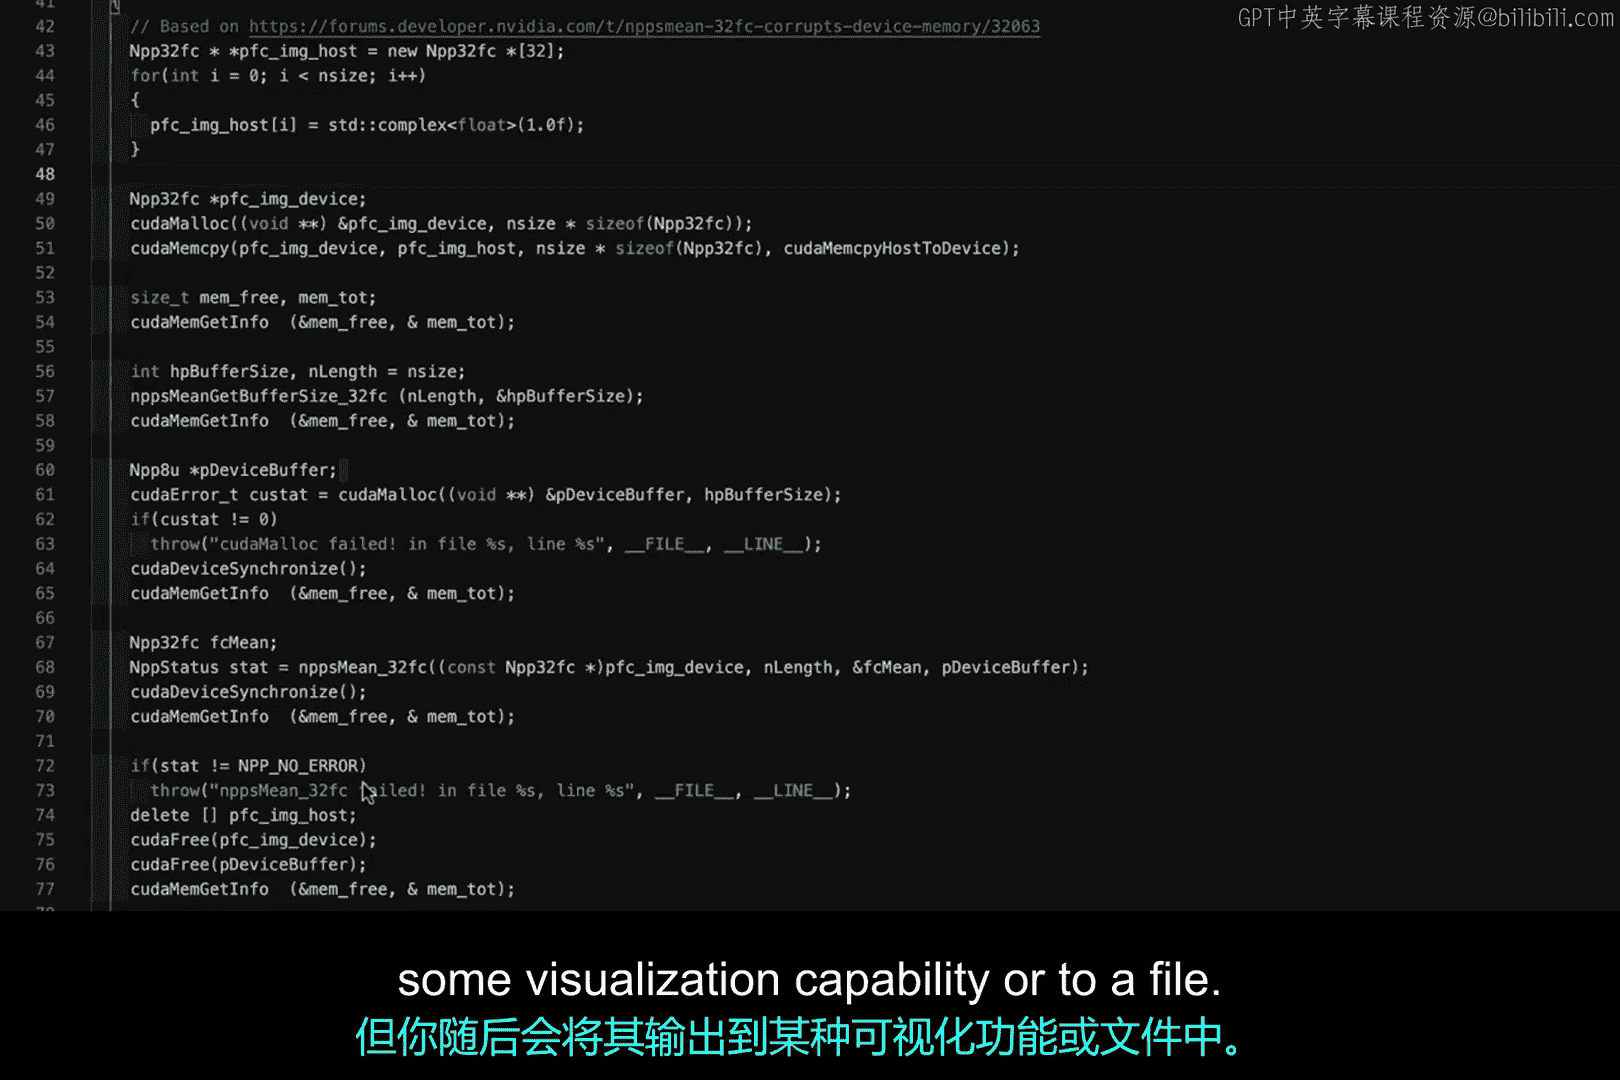 GPT中英字幕课程资源@bilibili.com
41 {
42 // Based on https://forums.developer.nvidia.com/t/nppsmean-32fc-corrupts-device-memory/32063
43 Npp32fc * *pfc_img_host = new Npp32fc *[32];
44 for(int i = 0; i < nsize; i++)
45 {
46 pfc_img_host[i] = std::complex<float>(1.0f);
47 }
48
49 Npp32fc *pfc_img_device;
50 cudaMalloc((void **) &pfc_img_device, nsize * sizeof(Npp32fc));
51 cudaMemcpy(pfc_img_device, pfc_img_host, nsize * sizeof(Npp32fc), cudaMemcpyHostToDevice);
52
53 size_t mem_free, mem_tot;
54 cudaMemGetInfo  (&mem_free, & mem_tot);
55
56 int hpBufferSize, nLength = nsize;
57 nppsMeanGetBufferSize_32fc (nLength, &hpBufferSize);
58 cudaMemGetInfo  (&mem_free, & mem_tot);
59
60 Npp8u *pDeviceBuffer;
61 cudaError_t custat = cudaMalloc((void **) &pDeviceBuffer, hpBufferSize);
62 if(custat != 0)
63 throw("cudaMalloc failed! in file %s, line %s", __FILE__, __LINE__);
64 cudaDeviceSynchronize();
65 cudaMemGetInfo  (&mem_free, & mem_tot);
66
67 Npp32fc fcMean;
68 NppStatus stat = nppsMean_32fc((const Npp32fc *)pfc_img_device, nLength, &fcMean, pDeviceBuffer);
69 cudaDeviceSynchronize();
70 cudaMemGetInfo  (&mem_free, & mem_tot);
71
72 if(stat != NPP_NO_ERROR)
73 throw("nppsMean_32fc failed! in file %s, line %s", __FILE__, __LINE__);
74 delete [] pfc_img_host;
75 cudaFree(pfc_img_device);
76 cudaFree(pDeviceBuffer);
77 cudaMemGetInfo  (&mem_free, & mem_tot);
some visualization capability or to a file.
但你随后会将其输出到某种可视化功能或文件中。